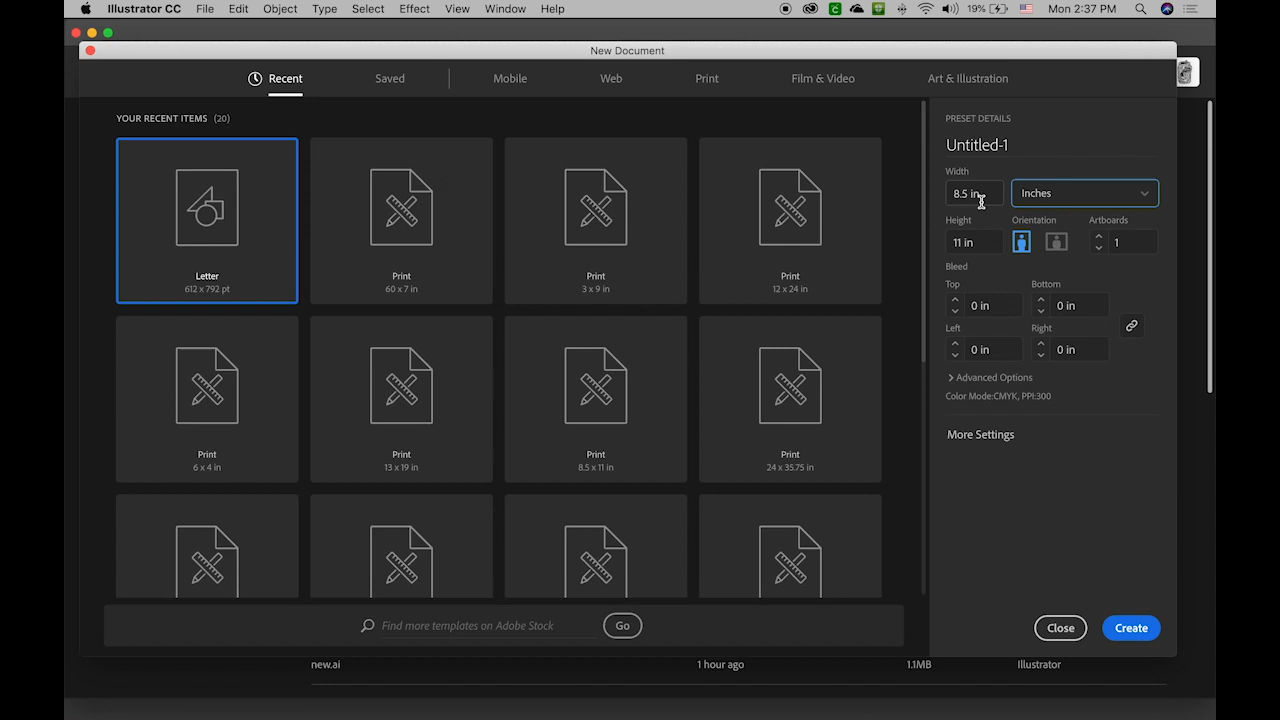 Illustrator CC File Edit Object Type Select Effect View Window Help 19% Mon 2:37 PM
New Document
Recent Saved Mobile Web Print Film & Video Art & Illustration
YOUR RECENT ITEMS (20)
Letter
612 x 792 pt
Print
60 x 7 in
Print
3 x 9 in
Print
12 x 24 in
Print
6 x 4 in
Print
13 x 19 in
Print
8.5 x 11 in
Print
24 x 35.75 in
Find more templates on Adobe Stock Go
PRESET DETAILS
Untitled-1
Width
8.5 in Inches
Height Orientation Artboards
11 in 1
Bleed
Top Bottom
0 in 0 in
Left Right
0 in 0 in
Advanced Options
Color Mode:CMYK, PPI:300
More Settings
Close Create
new.ai 1 hour ago 1.1MB Illustrator